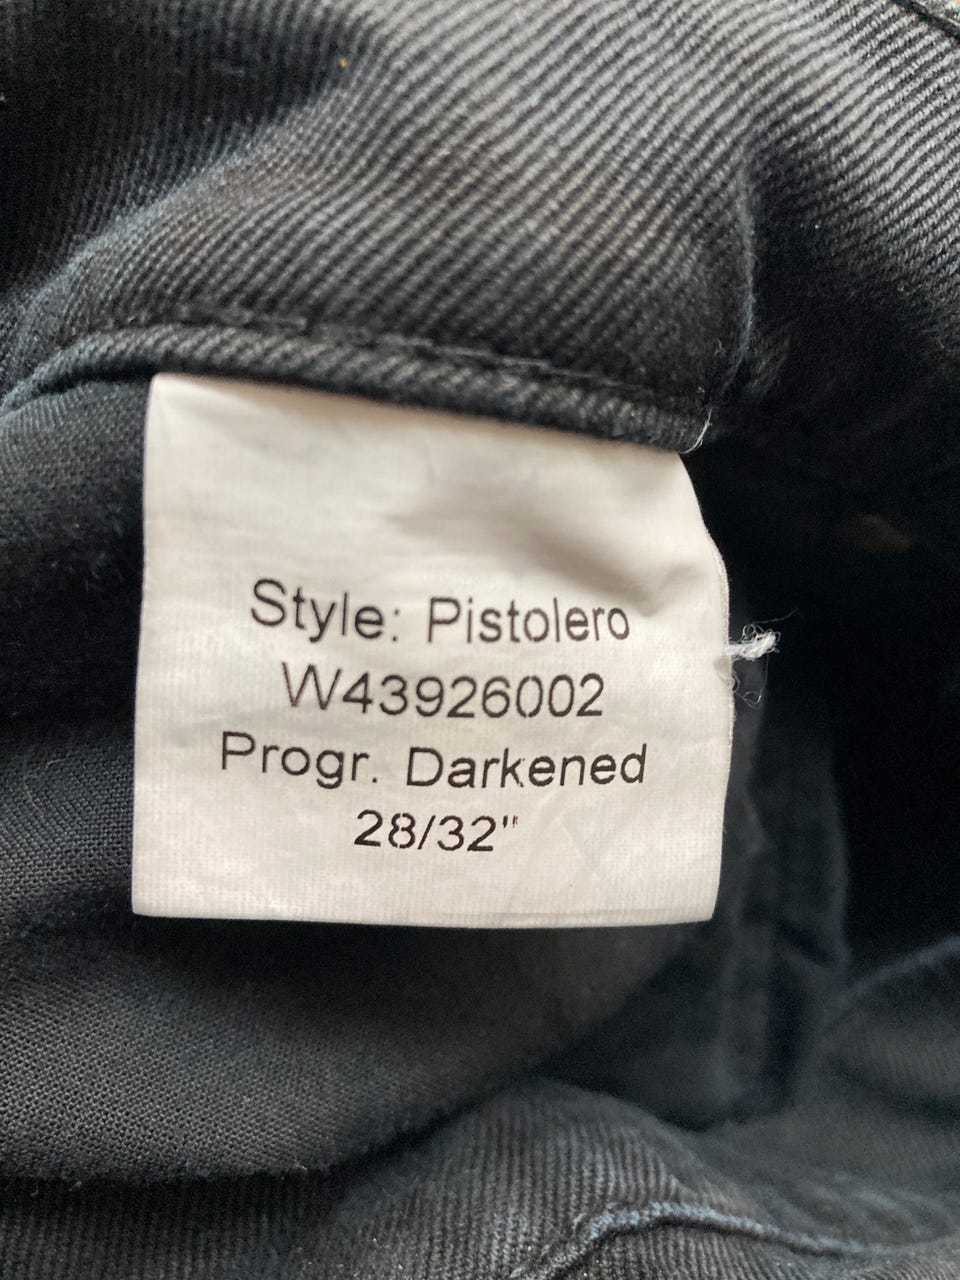 Style: Pistolero
W43926002
Progr. Darkened
28/32"